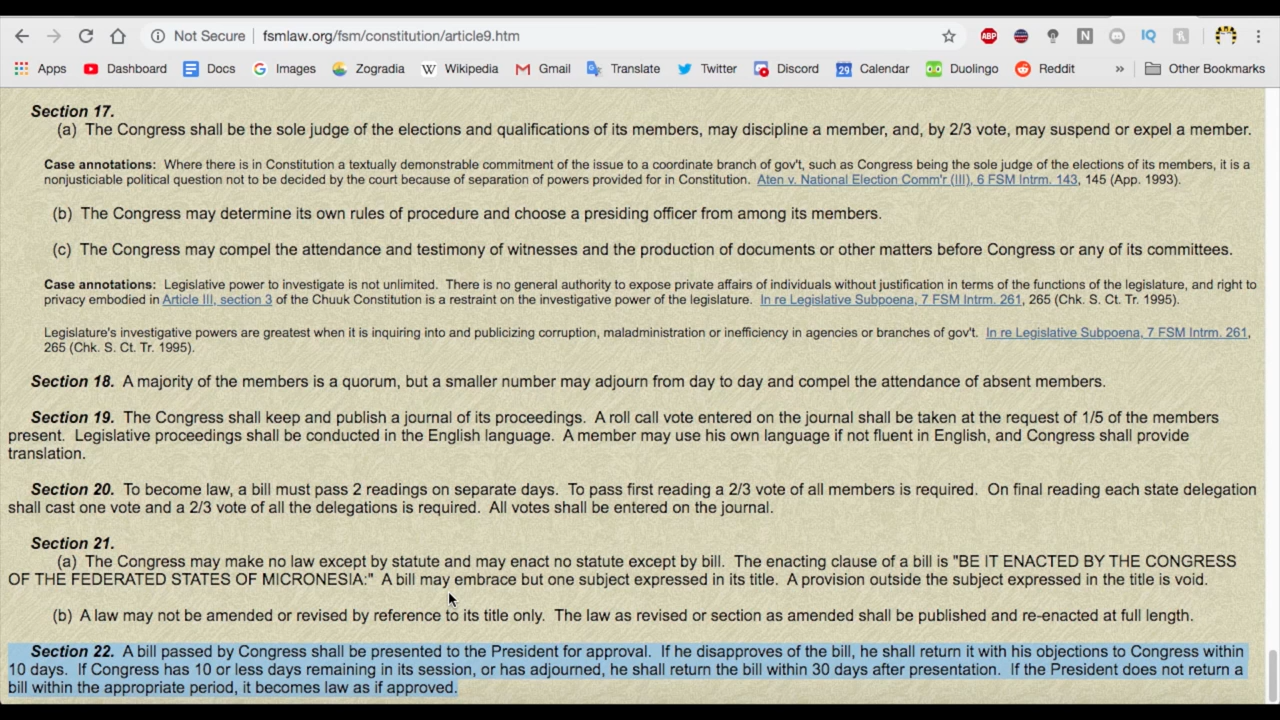 Not Secure fsmlaw.org/fsm/constitution/article9.htm ABP N IQ h
Apps Dashboard Docs Images Zogradia Wikipedia Gmail Translate Twitter 29 Calendar Discord Duolingo Reddit » Other Bookmarks
Section 17.
(a) The Congress shall be the sole judge of the elections and qualifications of its members, may discipline a member, and, by 2/3 vote, may suspend or expel a member.
Case annotations: Where there is in Constitution a textually demonstrable commitment of the issue to a coordinate branch of gov't, such as Congress being the sole judge of the elections of its members, it is a
nonjusticiable political question not to be decided by the court because of separation of powers provided for in Constitution. Aten v. National Election Comm'r (III), 6 FSM Intrm. 143, 145 (App. 1993).
(b) The Congress may determine its own rules of procedure and choose a presiding officer from among its members.
(c) The Congress may compel the attendance and testimony of witnesses and the production of documents or other matters before Congress or any of its committees.
Case annotations: Legislative power to investigate is not unlimited. There is no general authority to expose private affairs of individuals without justification in terms of the functions of the legislature, and right to
privacy embodied in Article III, section 3 of the Chuuk Constitution is a restraint on the investigative power of the legislature. In re Legislative Subpoena, 7 FSM Intrm. 261, 265 (Chk. S. Ct. Tr. 1995).
Legislature's investigative powers are greatest when it is inquiring into and publicizing corruption, maladministration or inefficiency in agencies or branches of gov't. In re Legislative Subpoena, 7 FSM Intrm. 261,
265 (Chk. S. Ct. Tr. 1995).
Section 18. A majority of the members is a quorum, but a smaller number may adjourn from day to day and compel the attendance of absent members.
Section 19. The Congress shall keep and publish a journal of its proceedings. A roll call vote entered on the journal shall be taken at the request of 1/5 of the members
present. Legislative proceedings shall be conducted in the English language. A member may use his own language if not fluent in English, and Congress shall provide
translation.
Section 20. To become law, a bill must pass 2 readings on separate days. To pass first reading a 2/3 vote of all members is required. On final reading each state delegation
shall cast one vote and a 2/3 vote of all the delegations is required. All votes shall be entered on the journal.
Section 21.
(a) The Congress may make no law except by statute and may enact no statute except by bill. The enacting clause of a bill is "BE IT ENACTED BY THE CONGRESS
OF THE FEDERATED STATES OF MICRONESIA:" A bill may embrace but one subject expressed in its title. A provision outside the subject expressed in the title is void.
(b) A law may not be amended or revised by reference to its title only. The law as revised or section as amended shall be published and re-enacted at full length.
Section 22. A bill passed by Congress shall be presented to the President for approval. If he disapproves of the bill, he shall return it with his objections to Congress within
10 days. If Congress has 10 or less days remaining in its session, or has adjourned, he shall return the bill within 30 days after presentation. If the President does not return a
bill within the appropriate period, it becomes law as if approved.